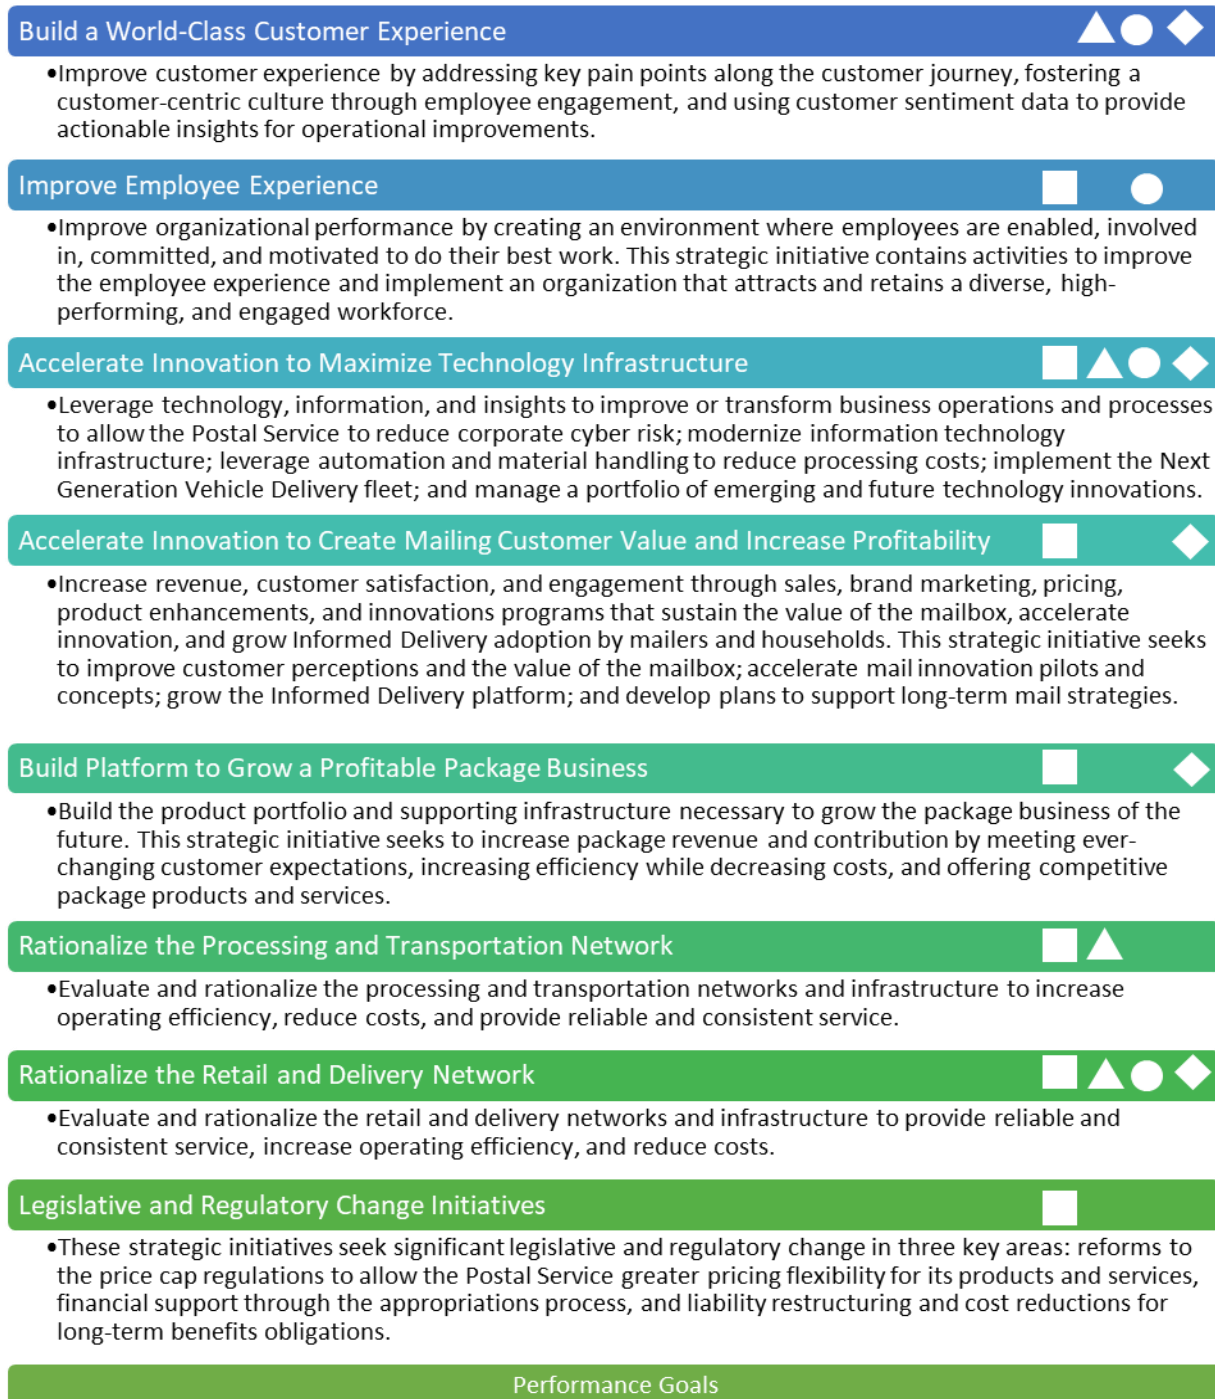 Build a World-Class Customer Experience
•Improve customer experience by addressing key pain points along the customer journey, fostering a
customer-centric culture through employee engagement, and using customer sentiment data to provide
actionable insights for operational improvements.
Improve Employee Experience
•Improve organizational performance by creating an environment where employees are enabled, involved
in, committed, and motivated to do their best work. This strategic initiative contains activities to improve
the employee experience and implement an organization that attracts and retains a diverse, high-
performing, and engaged workforce.
Accelerate Innovation to Maximize Technology Infrastructure
•Leverage technology, information, and insights to improve or transform business operations and processes
to allow the Postal Service to reduce corporate cyber risk; modernize information technology
infrastructure; leverage automation and material handling to reduce processing costs; implement the Next
Generation Vehicle Delivery fleet; and manage a portfolio of emerging and future technology innovations.
Accelerate Innovation to Create Mailing Customer Value and Increase Profitability
•Increase revenue, customer satisfaction, and engagement through sales, brand marketing, pricing,
product enhancements, and innovations programs that sustain the value of the mailbox, accelerate
innovation, and grow Informed Delivery adoption by mailers and households. This strategic initiative seeks
to improve customer perceptions and the value of the mailbox; accelerate mail innovation pilots and
concepts; grow the Informed Delivery platform; and develop plans to support long-term mail strategies.
Build Platform to Grow a Profitable Package Business
•Build the product portfolio and supporting infrastructure necessary to grow the package business of the
future. This strategic initiative seeks to increase package revenue and contribution by meeting ever-
changing customer expectations, increasing efficiency while decreasing costs, and offering competitive
package products and services.
Rationalize the Processing and Transportation Network
•Evaluate and rationalize the processing and transportation networks and infrastructure to increase
operating efficiency, reduce costs, and provide reliable and consistent service.
Rationalize the Retail and Delivery Network
•Evaluate and rationalize the retail and delivery networks and infrastructure to provide reliable and
consistent service, increase operating efficiency, and reduce costs.
Legislative and Regulatory Change Initiatives
•These strategic initiatives seek significant legislative and regulatory change in three key areas: reforms to
the price cap regulations to allow the Postal Service greater pricing flexibility for its products and services,
financial support through the appropriations process, and liability restructuring and cost reductions for
long-term benefits obligations.
Performance Goals